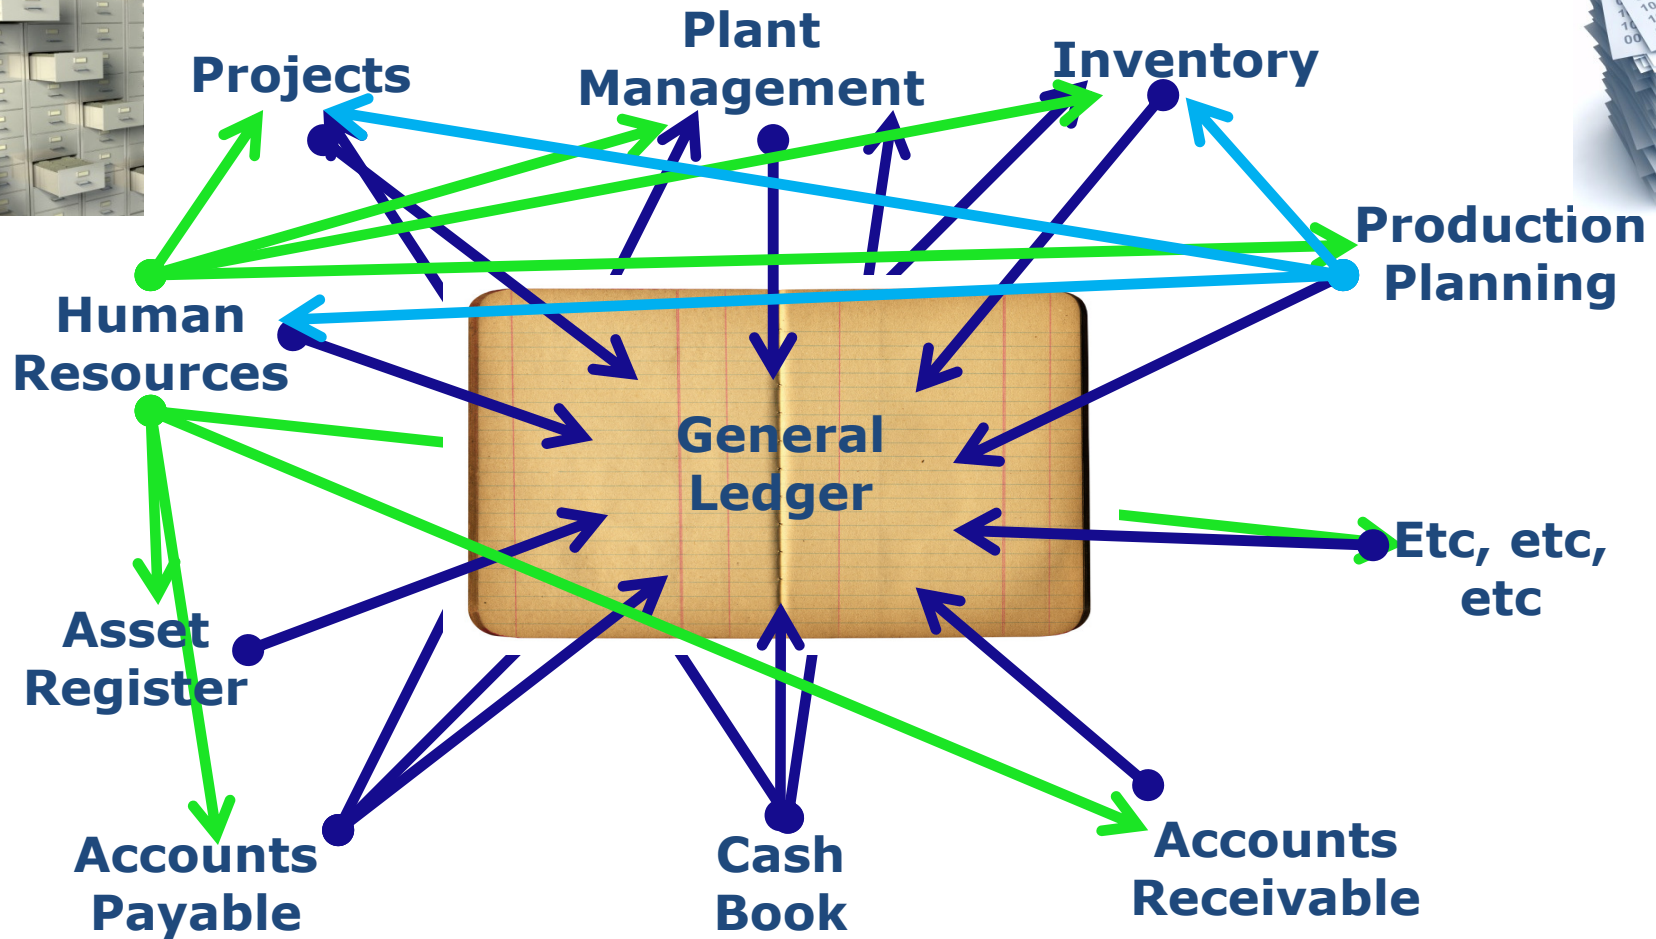 Projects
Plant
Management
Inventory
Production
Planning
Human
Resources
General
Ledger
Etc, etc,
etc
Asset
Register
Accounts
Payable
Cash
Book
Accounts
Receivable